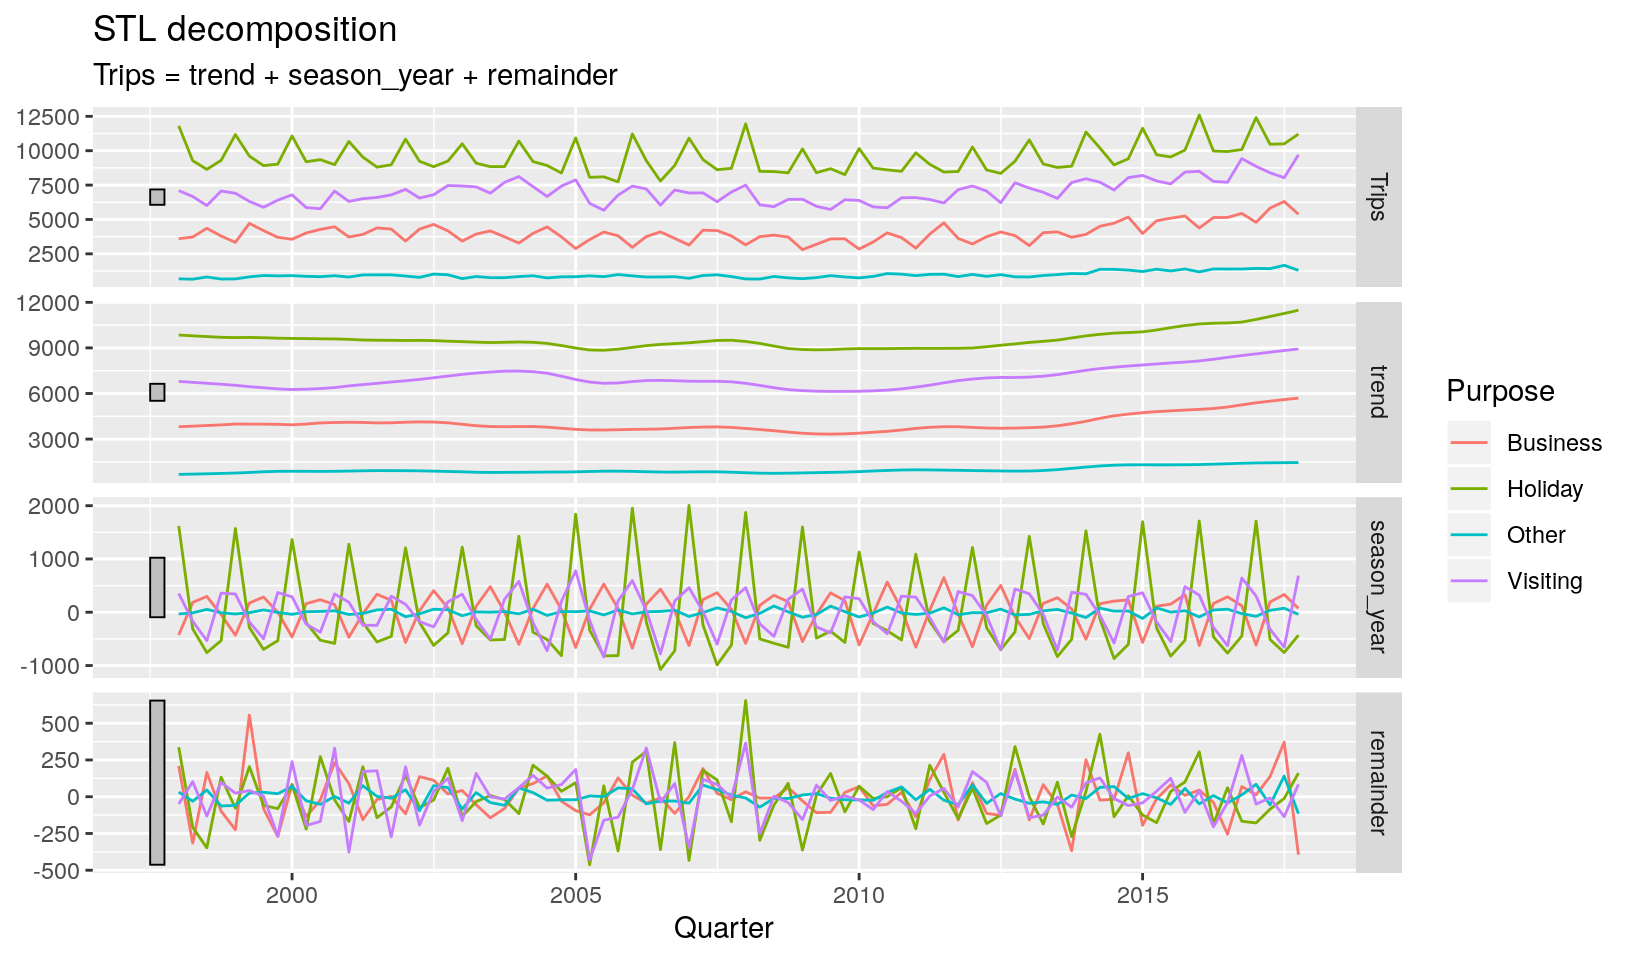 STL decomposition
Trips = trend + season_year + remainder
12500
10000
7500
5000
2500
Trips
12000
9000
6000
3000
trend
2000
1000
0
-1000
season_year
500
250
0
-250
-500
remainder
2000 2005 2010 2015
Quarter
Purpose
Business
Holiday
Other
Visiting